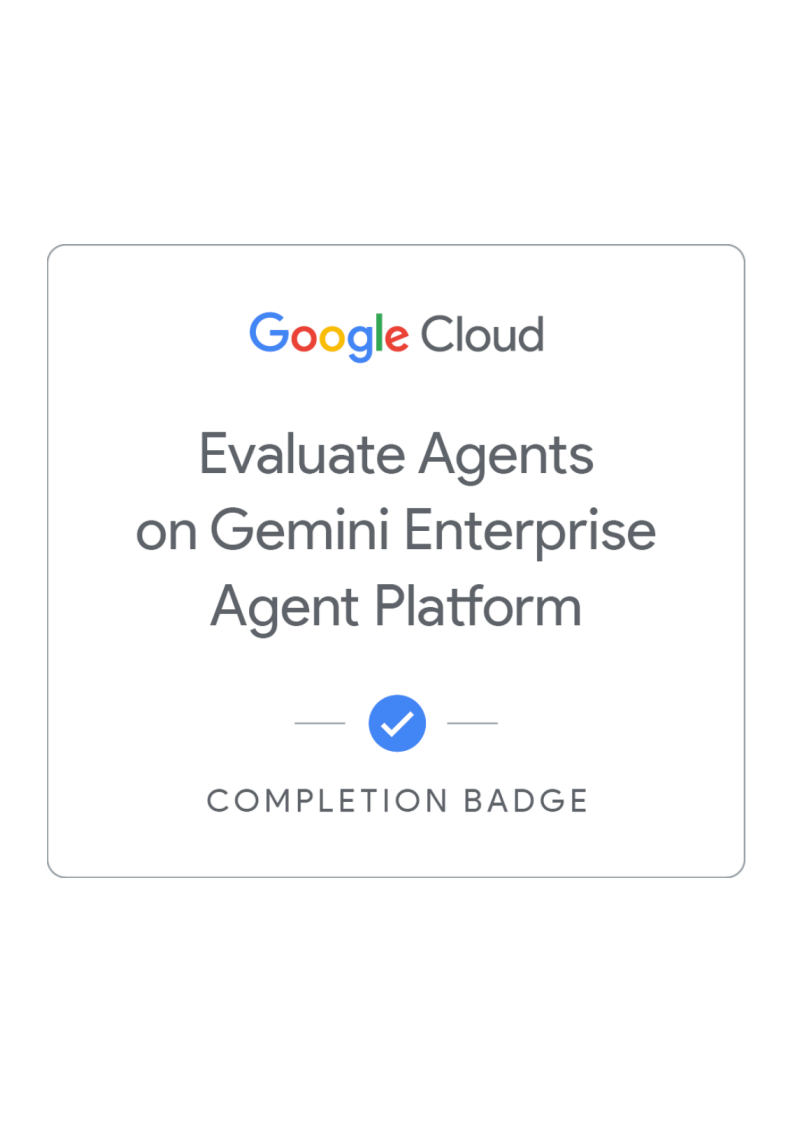 Google Cloud
Evaluate Agents
on Gemini Enterprise
Agent Platform
COMPLETION BADGE